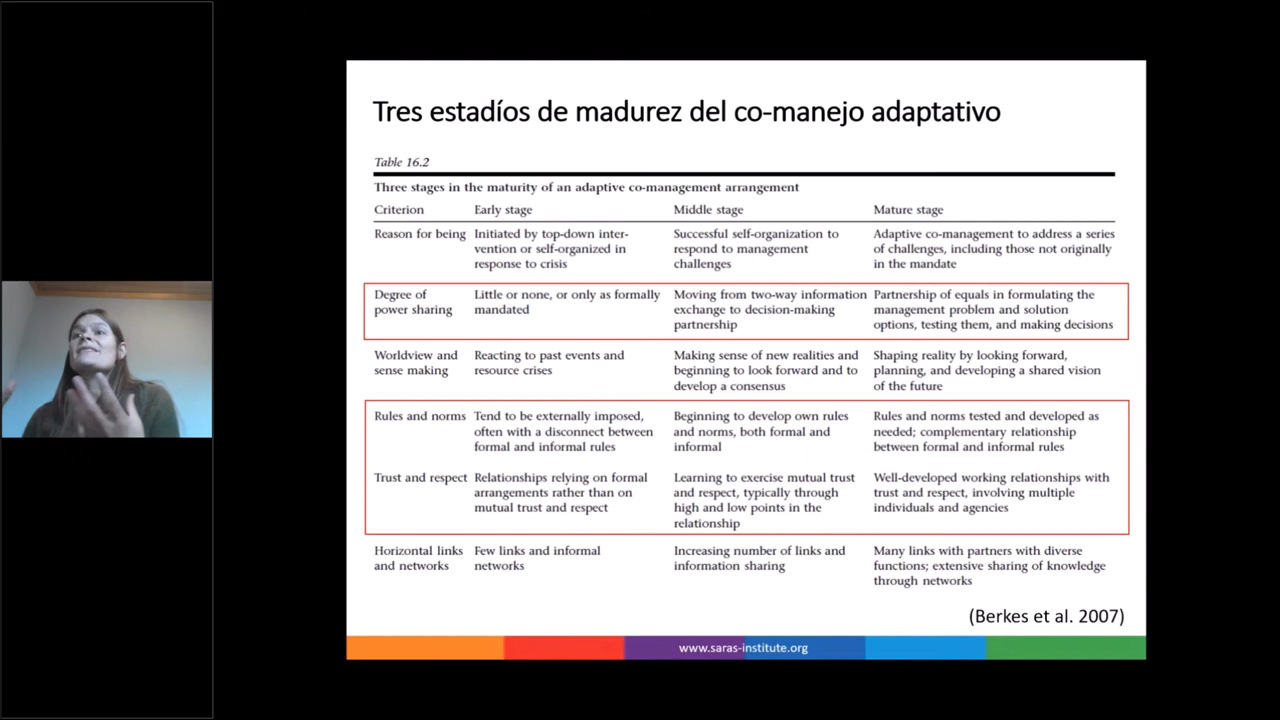 Tres estadíos de madurez del co-manejo adaptativo
Table 16.2
Three stages in the maturity of an adaptive co-management arrangement
Criterion Early stage Middle stage Mature stage
Reason for being Initiated by top-down inter- Successful self-organization to Adaptive co-management to address a series
vention or self-organized in respond to management of challenges, including those not originally
response to crisis challenges in the mandate
Degree of Little or none, or only as formally Moving from two-way information Partnership of equals in formulating the
power sharing mandated exchange to decision-making management problem and solution
partnership options, testing them, and making decisions
Worldview and Reacting to past events and Making sense of new realities and Shaping reality by looking forward,
sense making resource crises beginning to look forward and to planning, and developing a shared vision
develop a consensus of the future
Rules and norms Tend to be externally imposed, Beginning to develop own rules Rules and norms tested and developed as
often with a disconnect between and norms, both formal and needed; complementary relationship
formal and informal rules informal between formal and informal rules
Trust and respect Relationships relying on formal Learning to exercise mutual trust Well-developed working relationships with
arrangements rather than on and respect, typically through trust and respect, involving multiple
mutual trust and respect high and low points in the individuals and agencies
relationship
Horizontal links Few links and informal Increasing number of links and Many links with partners with diverse
and networks networks information sharing functions; extensive sharing of knowledge
through networks
(Berkes et al. 2007)
www.saras-institute.org